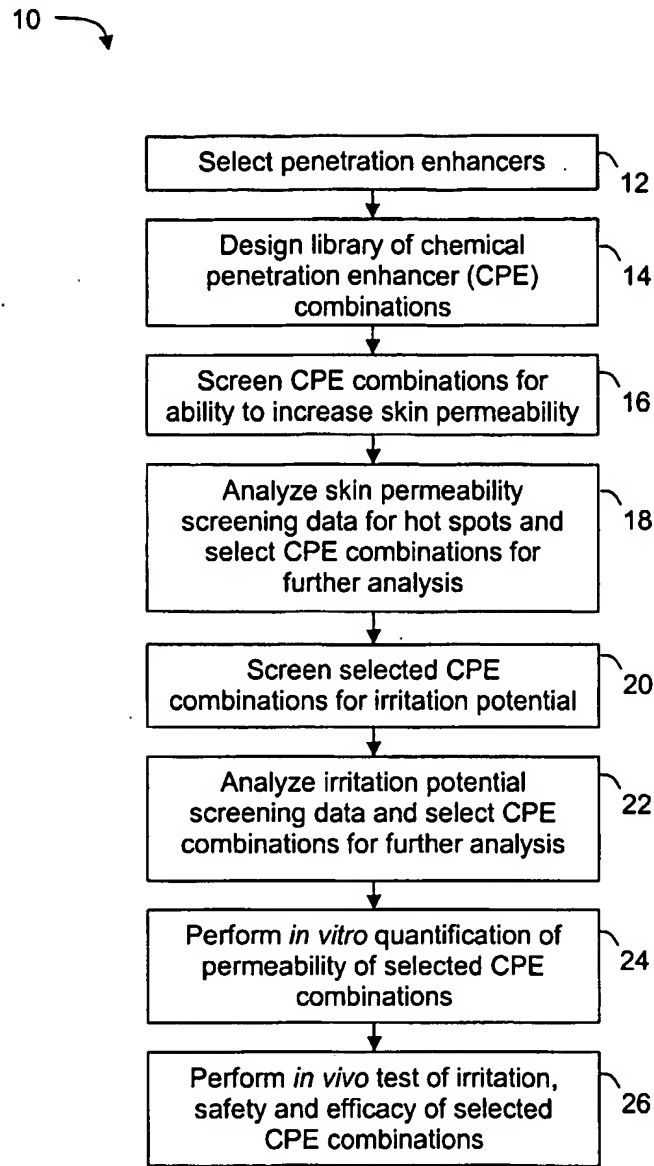 10
Select penetration enhancers
12
Design library of chemical
penetration enhancer (CPE)
combinations
14
Screen CPE combinations for
ability to increase skin permeability
16
Analyze skin permeability
screening data for hot spots and
select CPE combinations for
further analysis
18
Screen selected CPE
combinations for irritation potential
20
Analyze irritation potential
screening data and select CPE
combinations for further analysis
22
Perform in vitro quantification of
permeability of selected CPE
combinations
24
Perform in vivo test of irritation,
safety and efficacy of selected
CPE combinations
26